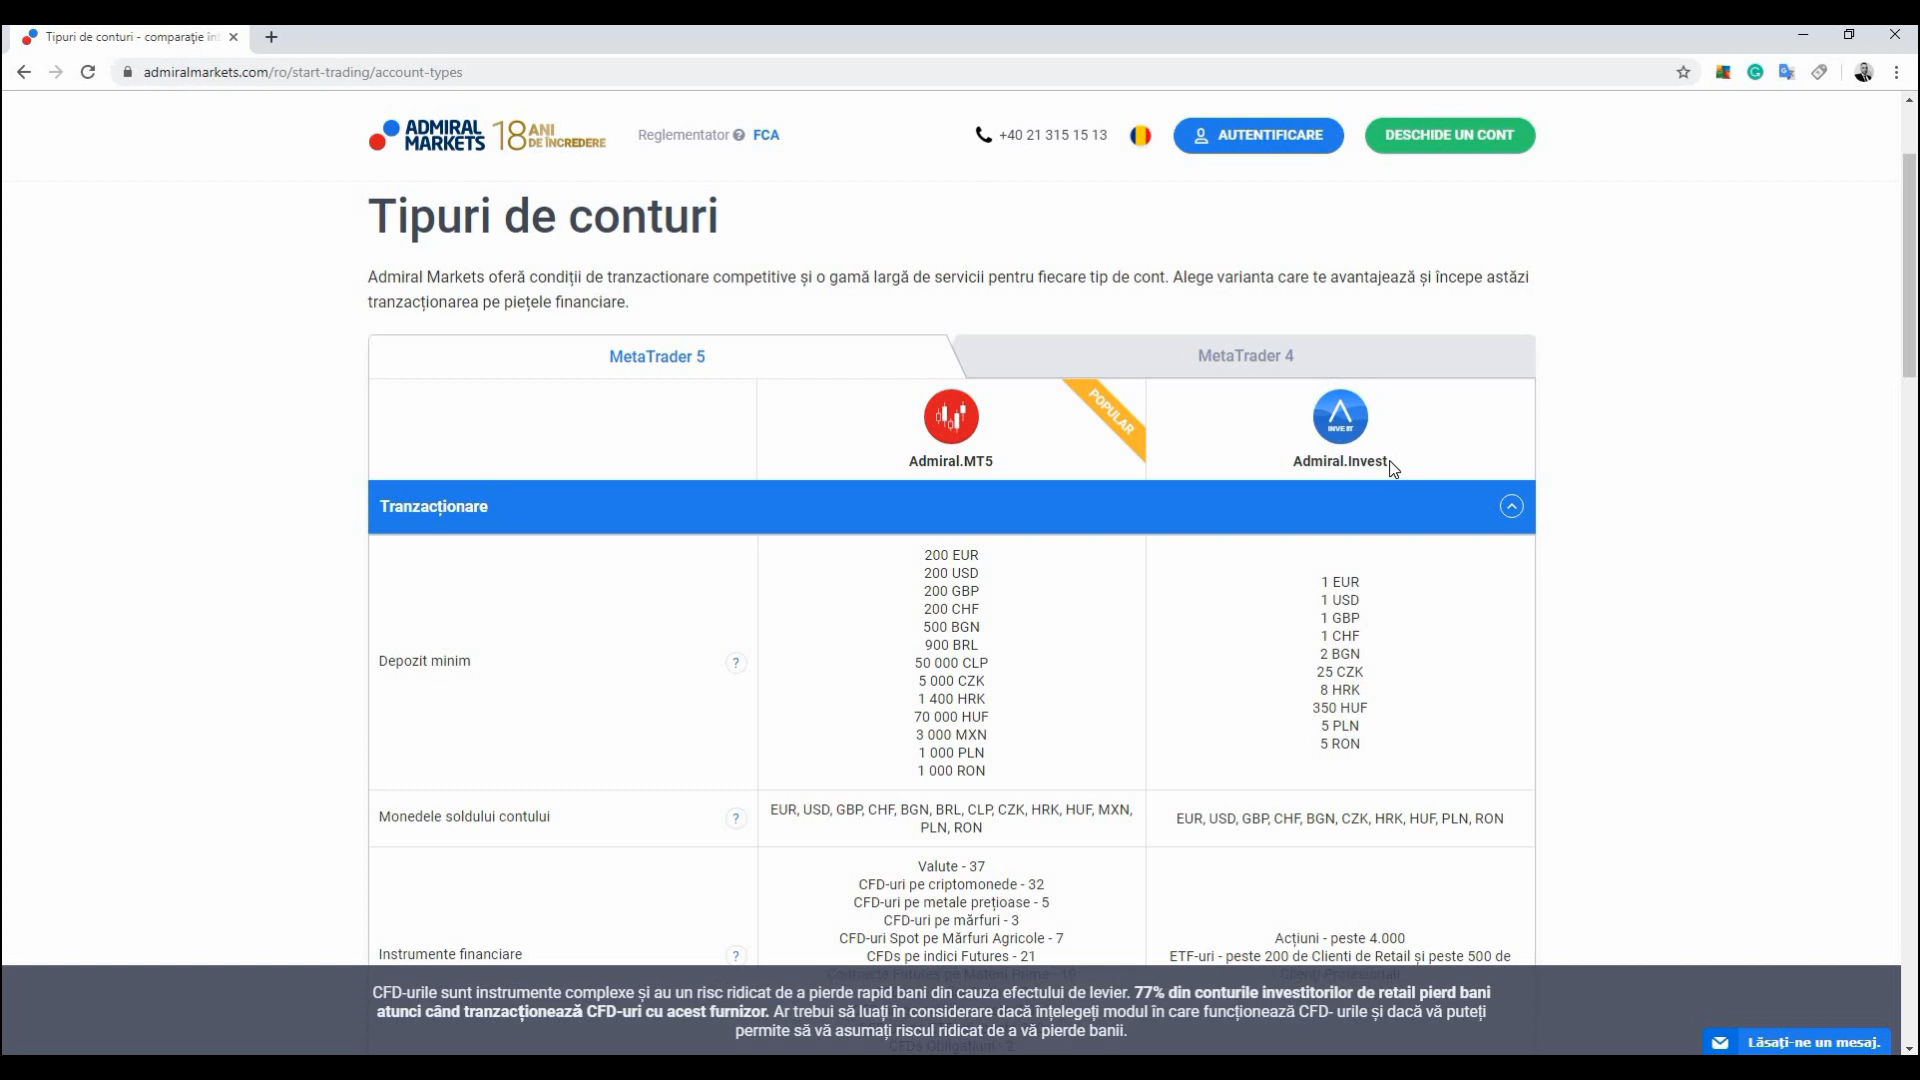 Tipuri de conturi - comparație în
admiralmarkets.com/ro/start-trading/account-types
ADMIRAL MARKETS
18 ANI DE ÎNCREDERE
Reglementator ? FCA
+40 21 315 15 13
AUTENTIFICARE
DESCHIDE UN CONT
Tipuri de conturi
Admiral Markets oferă condiții de tranzactionare competitive și o gamă largă de servicii pentru fiecare tip de cont. Alege varianta care te avantajează și începe astăzi
tranzacționarea pe piețele financiare.
MetaTrader 5
MetaTrader 4
POPULAR
INVEST
Admiral.MT5
Admiral.Invest
Tranzacționare
Depozit minim
?
200 EUR
200 USD
200 GBP
200 CHF
500 BGN
900 BRL
50 000 CLP
5 000 CZK
1 400 HRK
70 000 HUF
3 000 MXN
1 000 PLN
1 000 RON
1 EUR
1 USD
1 GBP
1 CHF
2 BGN
25 CZK
8 HRK
350 HUF
5 PLN
5 RON
Monedele soldului contului
?
EUR, USD, GBP, CHF, BGN, BRL, CLP, CZK, HRK, HUF, MXN,
PLN, RON
EUR, USD, GBP, CHF, BGN, CZK, HRK, HUF, PLN, RON
Instrumente financiare
?
Valute - 37
CFD-uri pe criptomonede - 32
CFD-uri pe metale prețioase - 5
CFD-uri pe mărfuri - 3
CFD-uri Spot pe Mărfuri Agricole - 7
CFDs pe indici Futures - 21
Acțiuni - peste 4.000
ETF-uri - peste 200 de Clienti de Retail și peste 500 de
CFD-urile sunt instrumente complexe și au un risc ridicat de a pierde rapid bani din cauza efectului de levier. 77% din conturile investitorilor de retail pierd bani
atunci când tranzacționează CFD-uri cu acest furnizor. Ar trebui să luați în considerare dacă înțelegeți modul în care funcționează CFD- urile și dacă vă puteți
permite să vă asumați riscul ridicat de a vă pierde banii.
Lăsați-ne un mesaj.